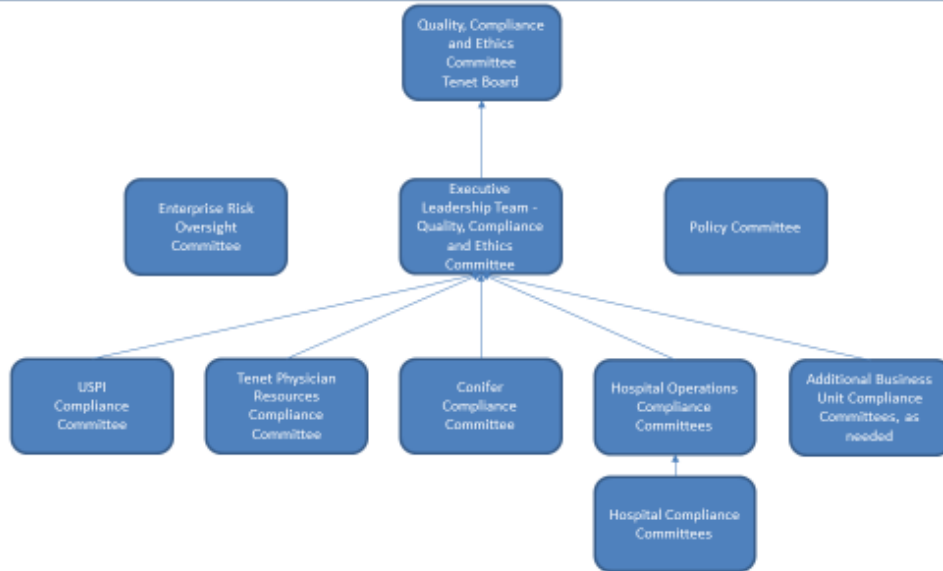 Quality, Compliance
and Ethics
Committee
Tenet Board
Enterprise Risk
Oversight
Committee
Executive
Leadership Team -
Quality, Compliance
and Ethics
Committee
Policy Committee
USPI
Compliance
Committee
Tenet Physician
Resources
Compliance
Committee
Conifer
Compliance
Committee
Hospital Operations
Compliance
Committees
Additional Business
Unit Compliance
Committees, as
needed
Hospital Compliance
Committees